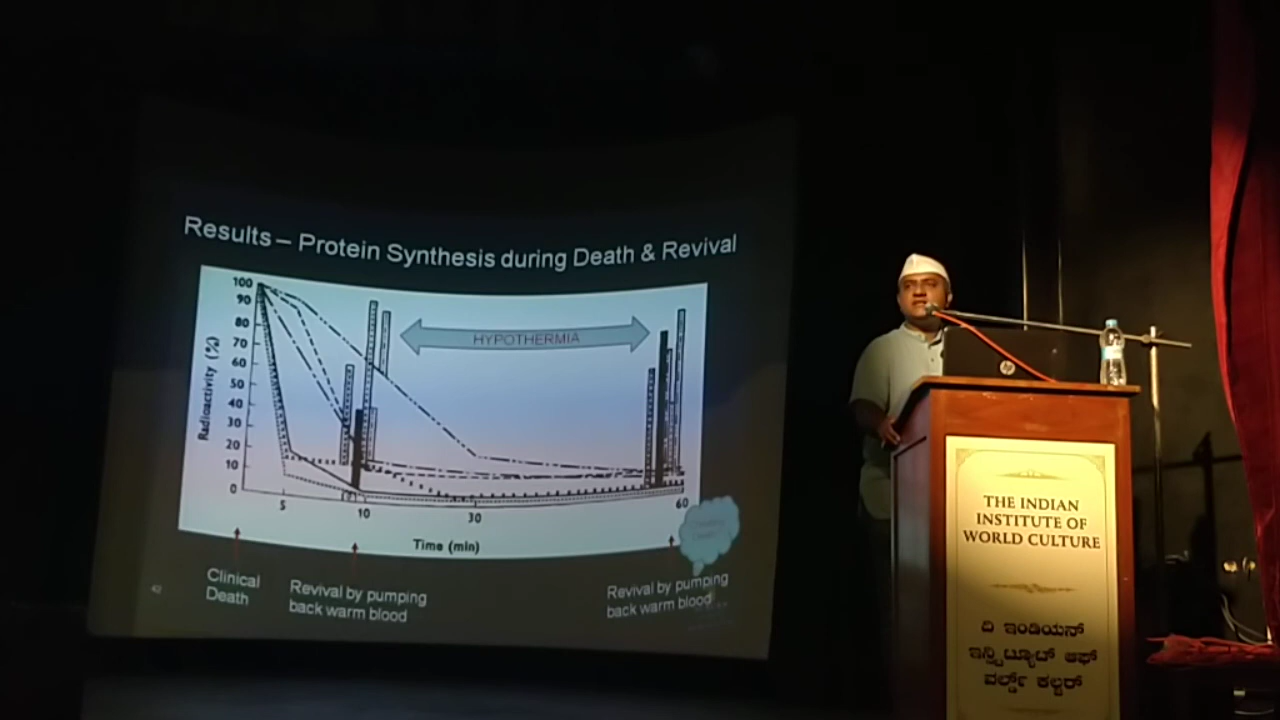 Results – Protein Synthesis during Death & Revival
100
90
80
70
60
50
40
30
20
10
0
Radioactivity (%)
HYPOTHERMIA
5
10
30
60
Time (min)
Clinical
Death
Revival by pumping
back warm blood
Revival by pumping
back warm blood
42
THE INDIAN
INSTITUTE OF
WORLD CULTURE
ದಿ ಇಂಡಿಯನ್
ಇನ್ಸ್ಟಿಟ್ಯೂಟ್ ಆಫ್
ವರ್ಲ್ಡ್ ಕಲ್ಚರ್
hp